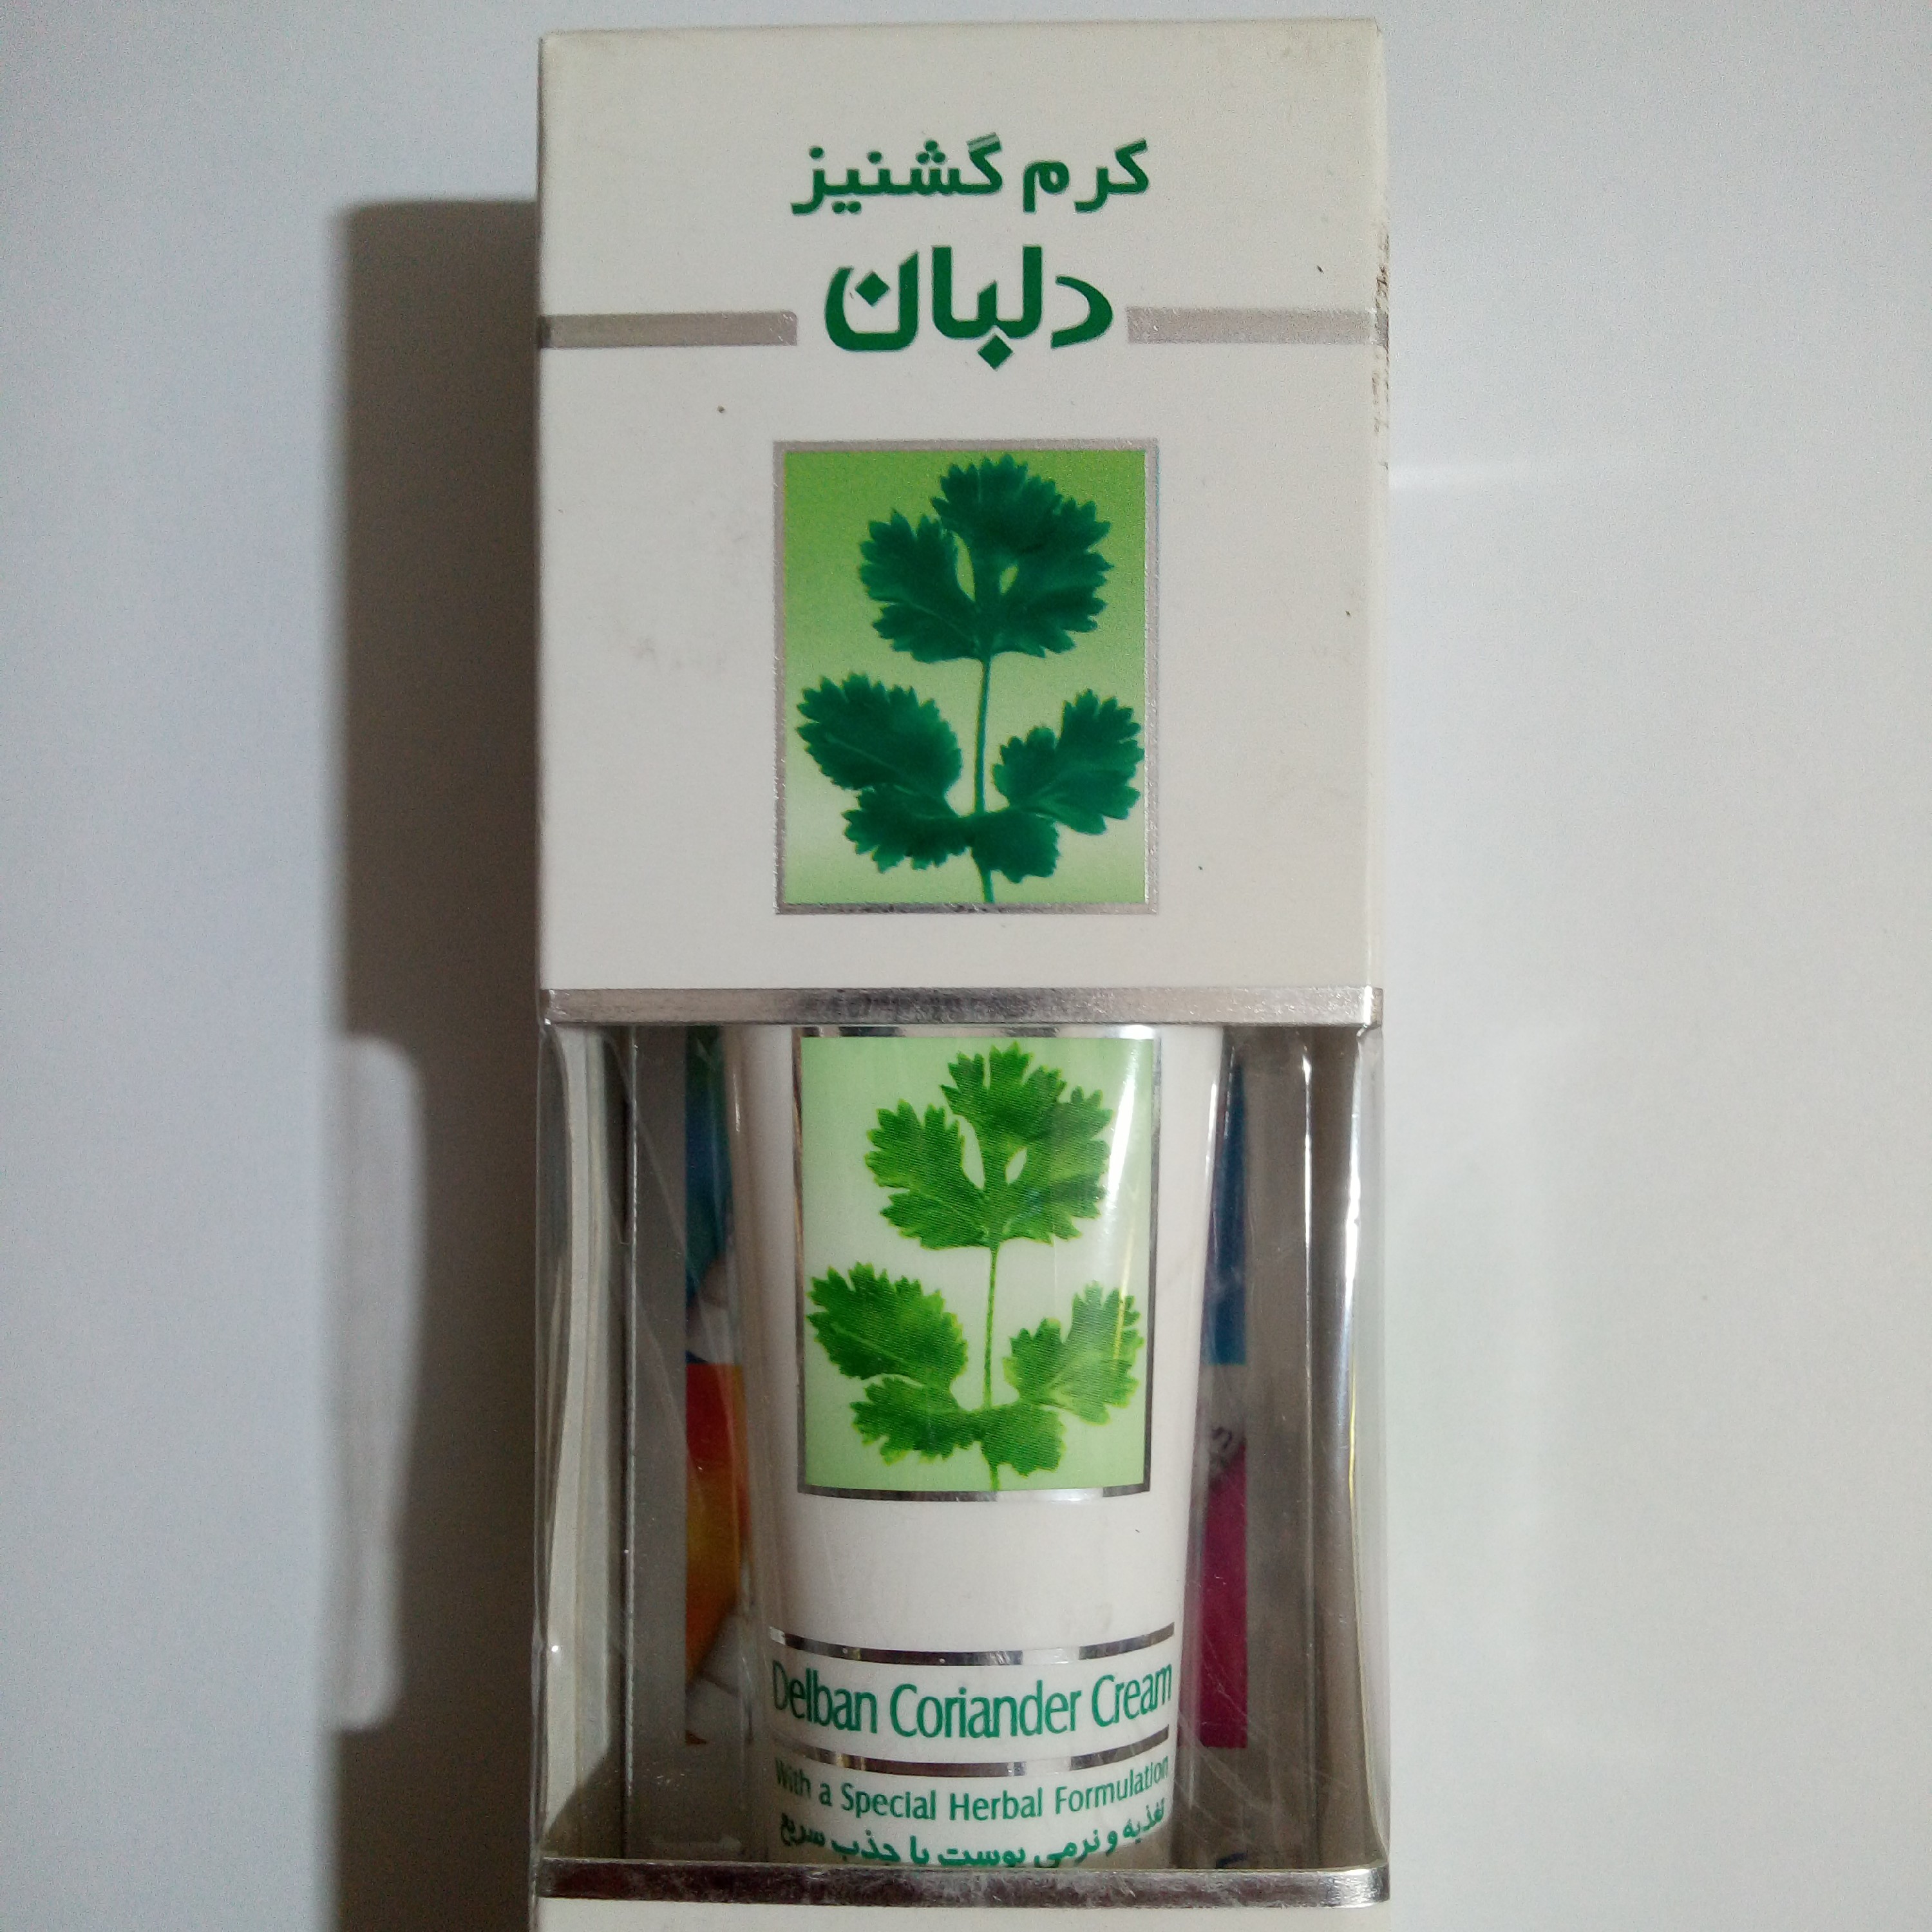 کرم گشنیز
دلبان
Delban Coriander Cream
With a Special Herbal Formulation
تغذیه و نرمی پوست با جذب سریع